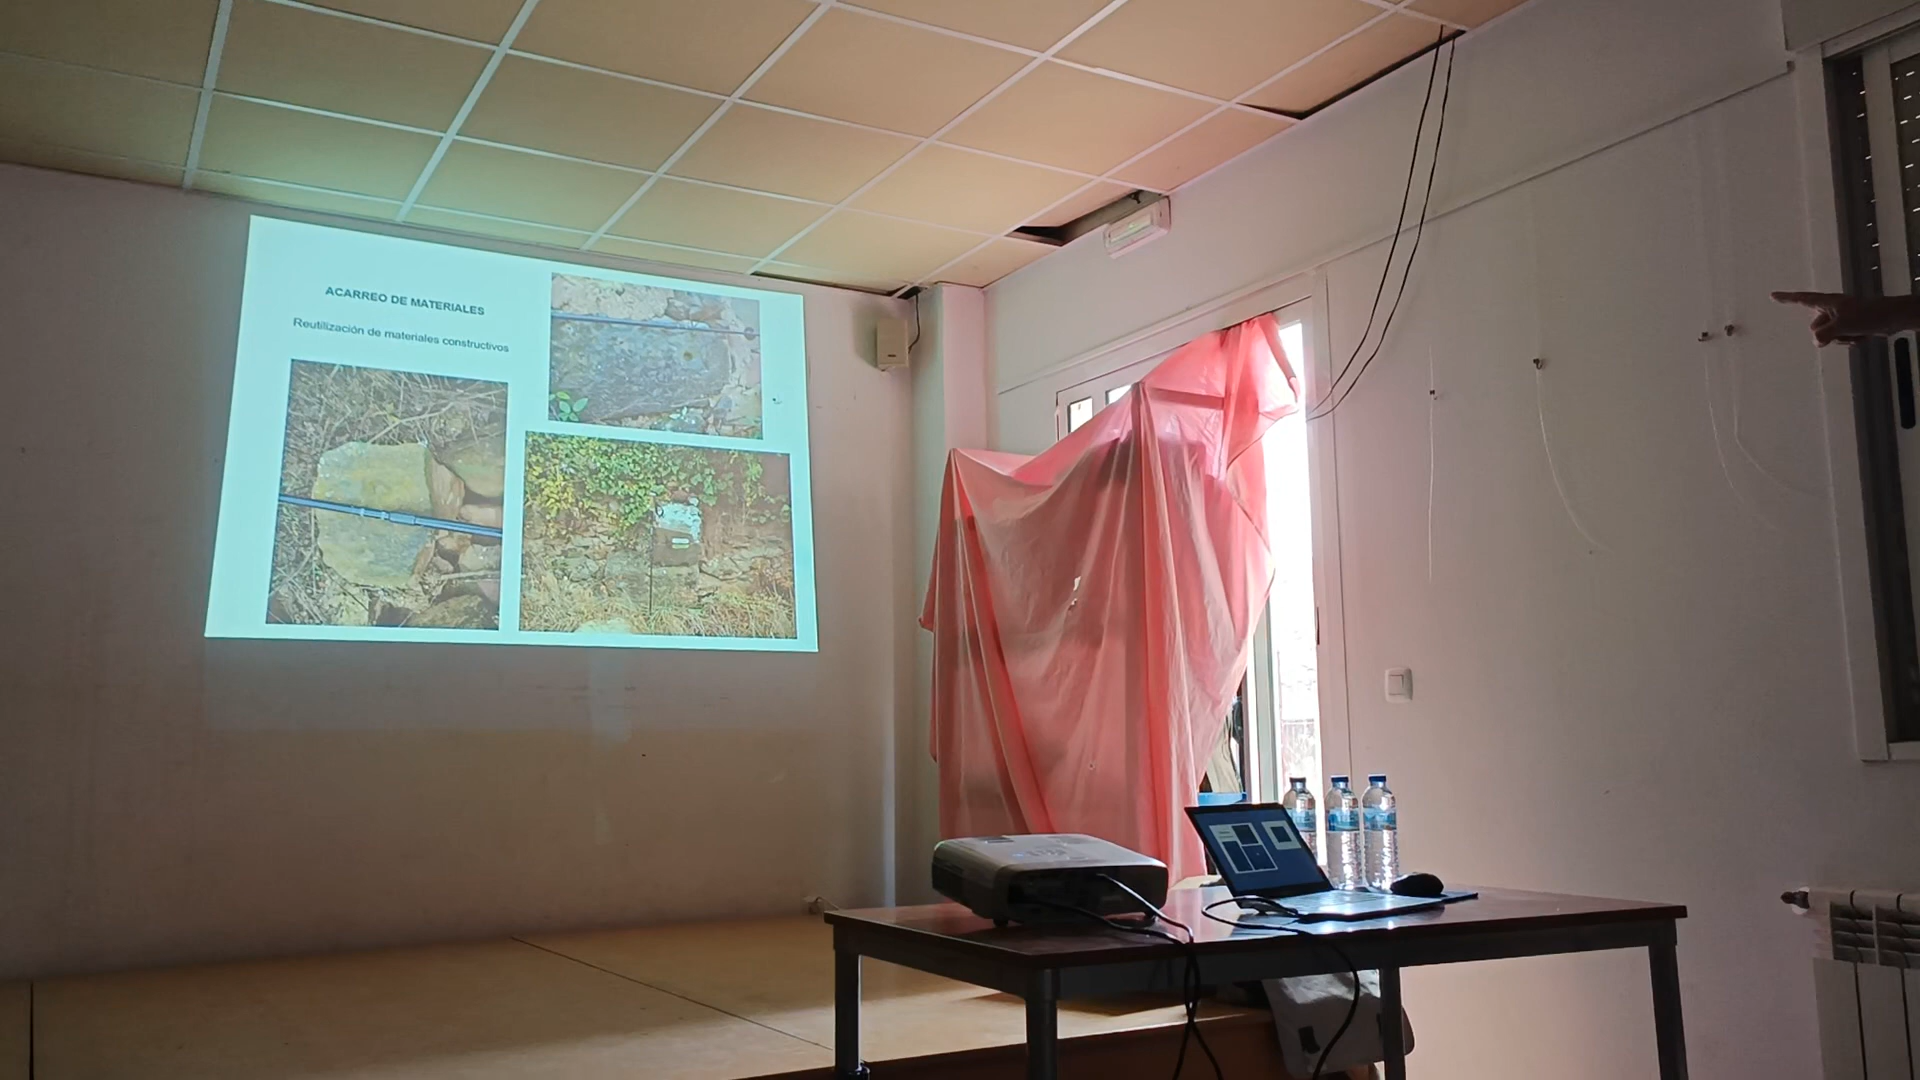 ACARREO DE MATERIALES
Reutilización de materiales constructivos